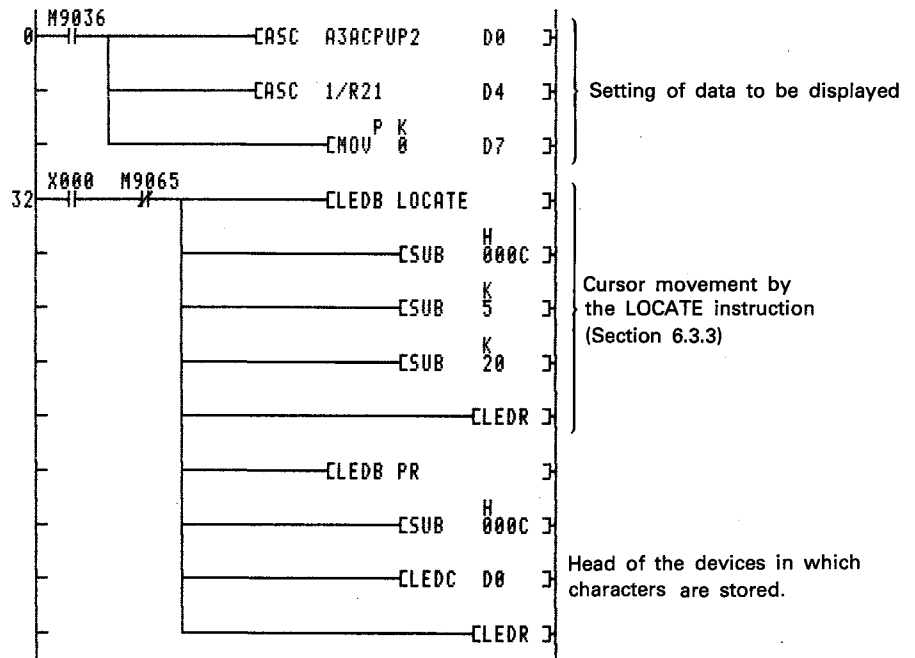 M9036
0
[ASC A3ACPUP2 D0 ]
[ASC 1/R21 D4 ]
Setting of data to be displayed
P K
[MOV 0 D7 ]
X000 M9065
32
[LEDB LOCATE ]
H
[SUB 000C ]
K
[SUB 5 ]
Cursor movement by
the LOCATE instruction
(Section 6.3.3)
K
[SUB 20 ]
[LEDR ]
[LEDB PR ]
H
[SUB 000C ]
[LEDC D0 ]
Head of the devices in which
characters are stored.
[LEDR ]